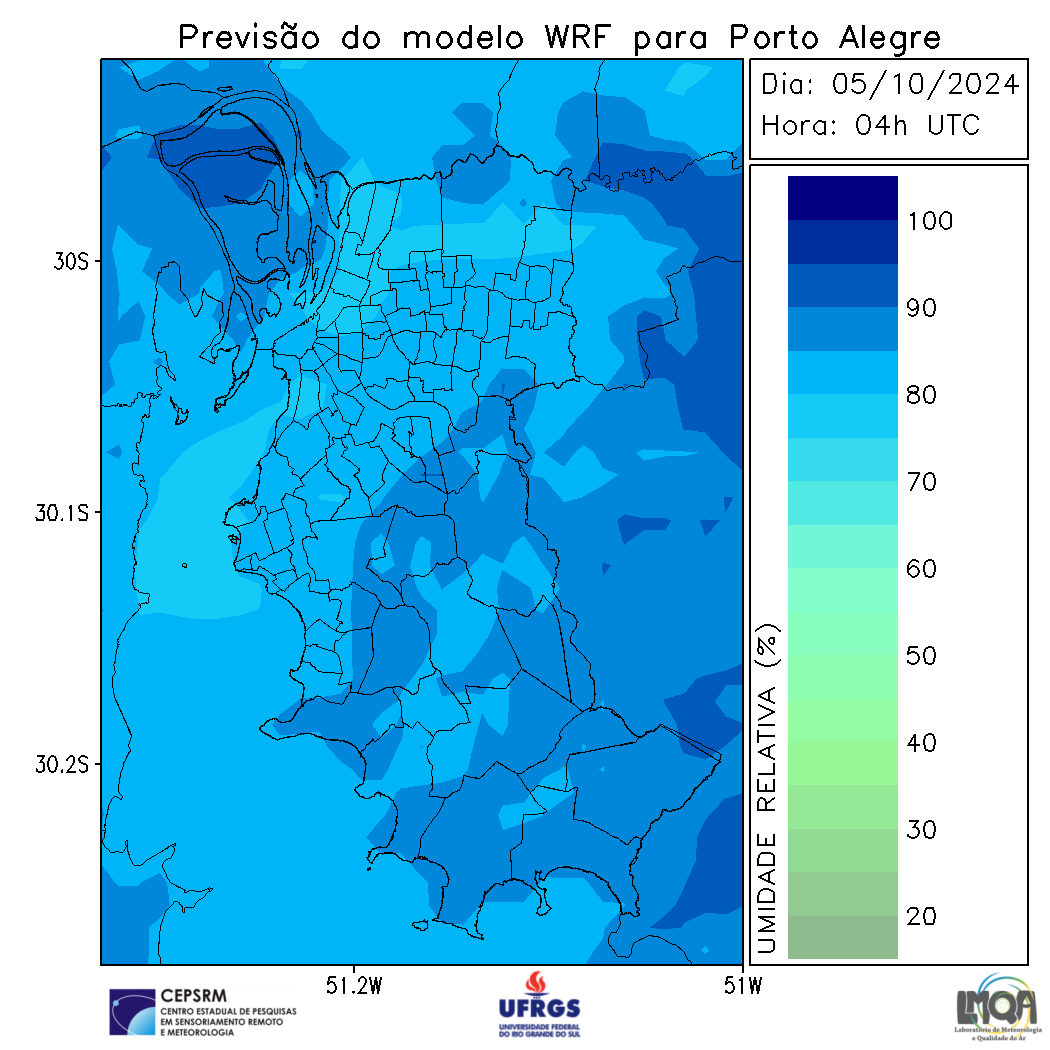 Previsão do modelo WRF para Porto Alegre
Dia: 05/10/2024
Hora: 04h UTC
100
90
80
70
60
50
40
30
20
UMIDADE RELATIVA (%)
30S
30.1S
30.2S
51.2W
51W
CEPSRM
CENTRO ESTADUAL DE PESQUISAS
EM SENSORIAMENTO REMOTO
E METEOROLOGIA
UFRGS
UNIVERSIDADE FEDERAL
DO RIO GRANDE DO SUL
LMQA
Laboratório de Meteorologia
e Qualidade do Ar